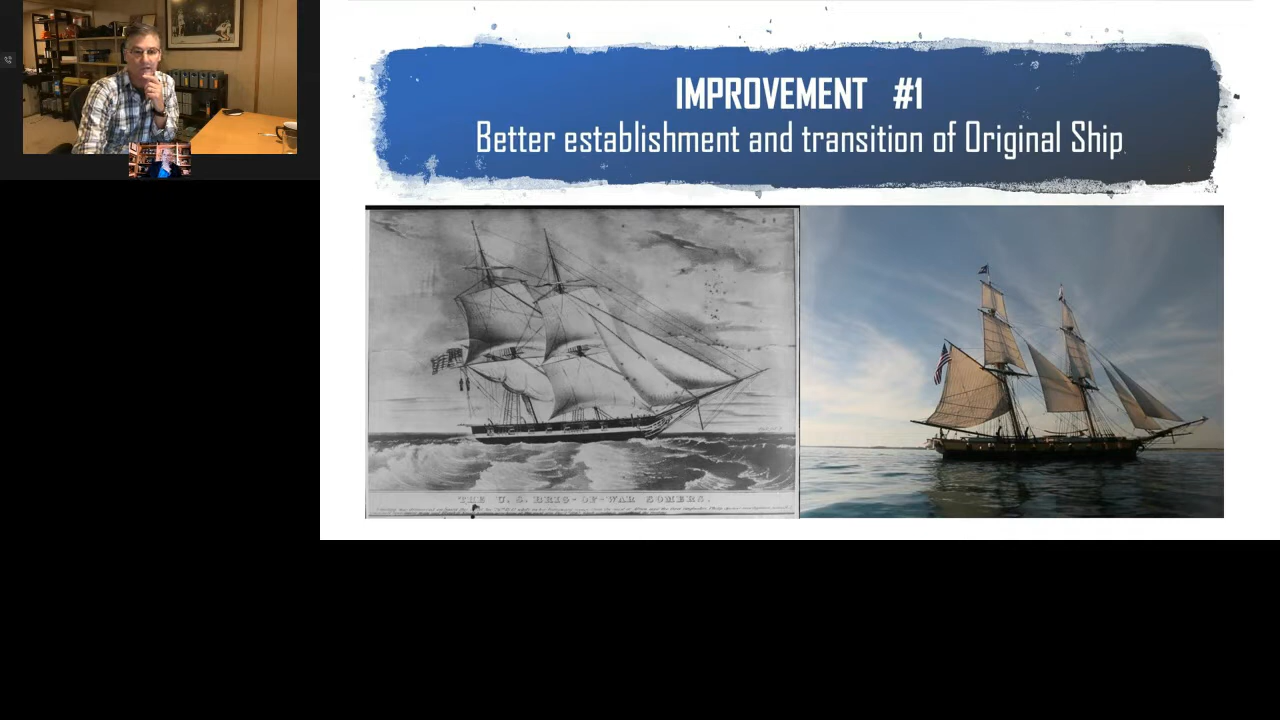 IMPROVEMENT #1
Better establishment and transition of Original Ship
THE U. S. BRIG-OF-WAR SOMERS.